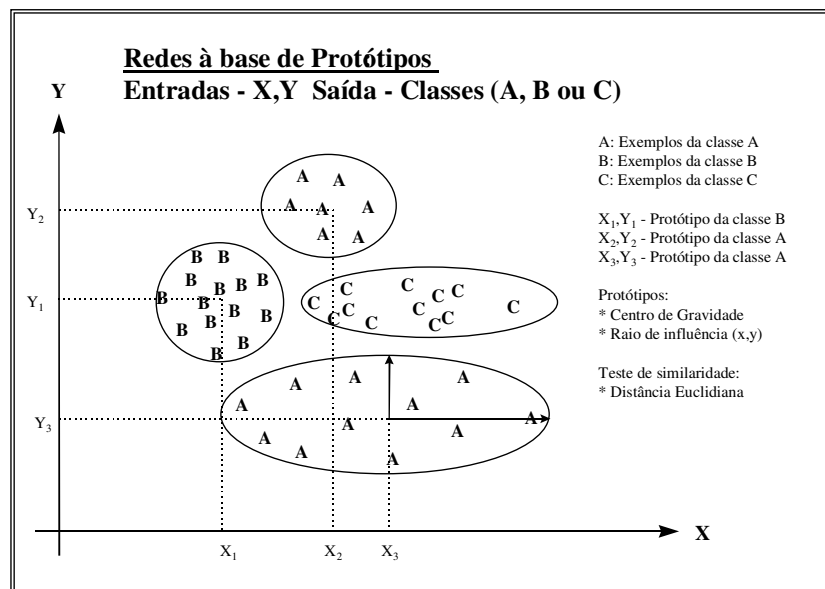 Redes à base de Protótipos
Entradas - X,Y Saída - Classes (A, B ou C)
Y
A: Exemplos da classe A
B: Exemplos da classe B
C: Exemplos da classe C
X1,Y1 - Protótipo da classe B
X2,Y2 - Protótipo da classe A
X3,Y3 - Protótipo da classe A
Protótipos:
* Centro de Gravidade
* Raio de influência (x,y)
Teste de similaridade:
* Distância Euclidiana
A A
A A A
A A
Y2
B B
B B B B
B B B B B
B B
B B
Y1
C C C C
C C C C
C C C C C
Y3
A A A
A A A
A A A
A A
X
X1 X2 X3